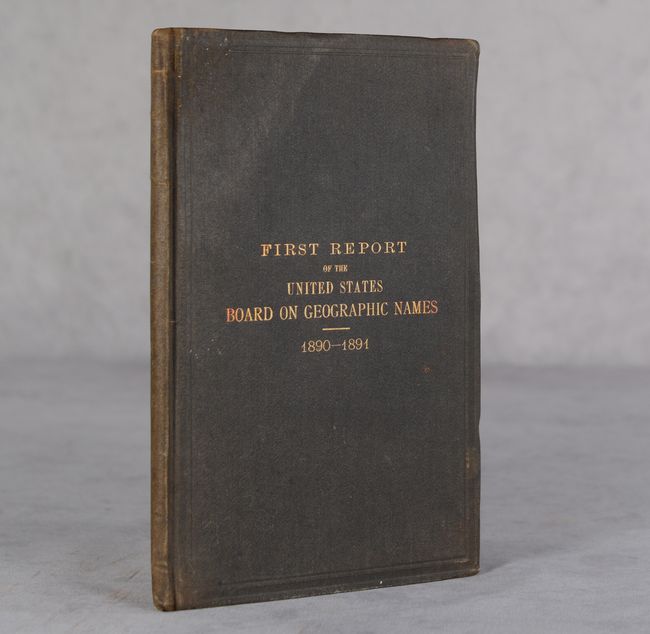 FIRST REPORT
OF THE
UNITED STATES
BOARD ON GEOGRAPHIC NAMES
1890—1891